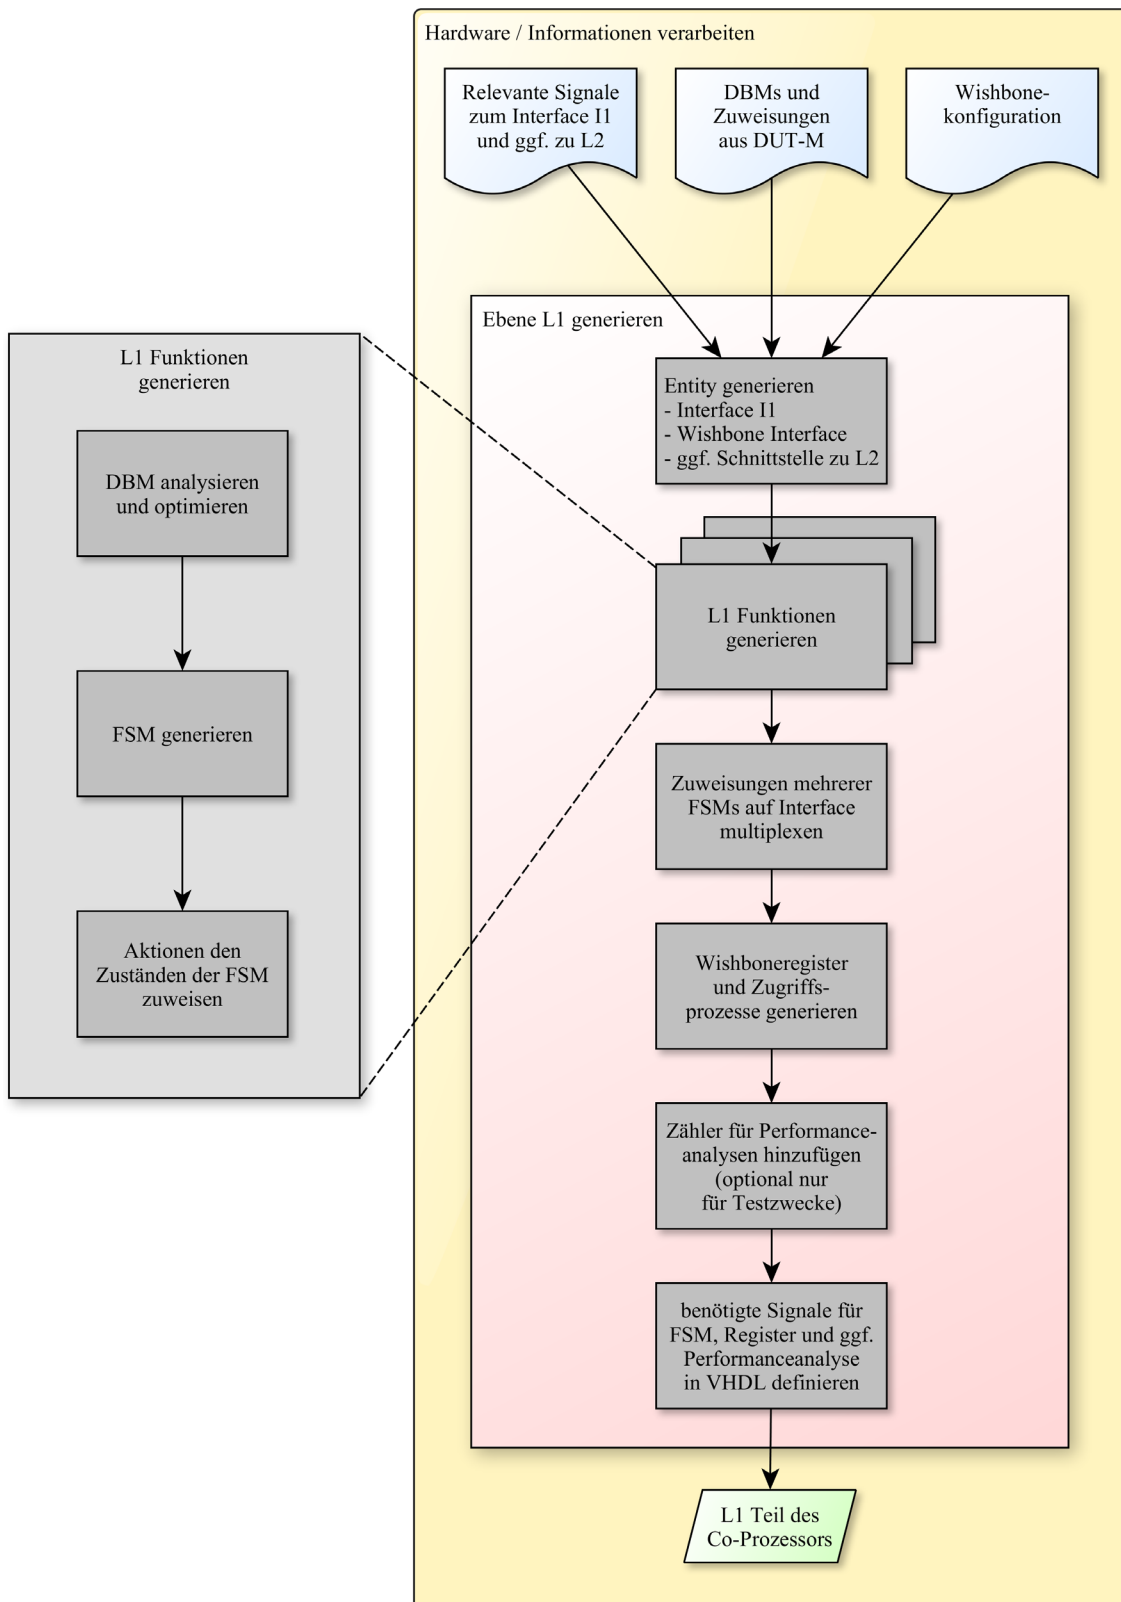 Hardware / Informationen verarbeiten
Relevante Signale
zum Interface I1
und ggf. zu L2
DBMs und
Zuweisungen
aus DUT-M
Wishbone-
konfiguration
Ebene L1 generieren
Entity generieren
- Interface I1
- Wishbone Interface
- ggf. Schnittstelle zu L2
L1 Funktionen
generieren
Zuweisungen mehrerer
FSMs auf Interface
multiplexen
Wishboneregister
und Zugriffs-
prozesse generieren
Zähler für Performance-
analysen hinzufügen
(optional nur
für Testzwecke)
benötigte Signale für
FSM, Register und ggf.
Performanceanalyse
in VHDL definieren
L1 Teil des
Co-Prozessors
L1 Funktionen
generieren
DBM analysieren
und optimieren
FSM generieren
Aktionen den
Zuständen der FSM
zuweisen